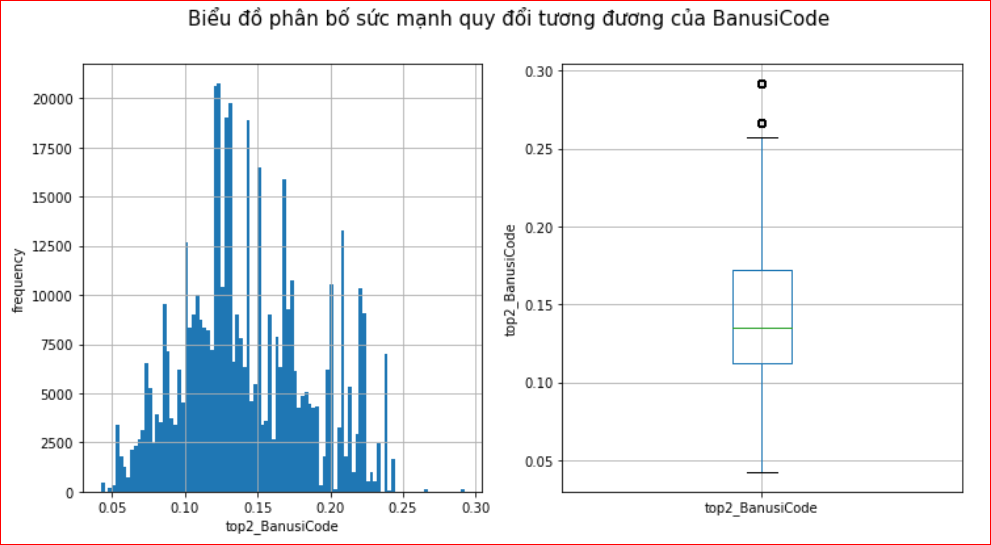 Biểu đồ phân bố sức mạnh quy đổi tương đương của BanusiCode
20000
17500
15000
12500
10000
7500
5000
2500
0
frequency
0.05 0.10 0.15 0.20 0.25 0.30
top2_BanusiCode
0.30
0.25
0.20
0.15
0.10
0.05
top2_BanusiCode
top2_BanusiCode